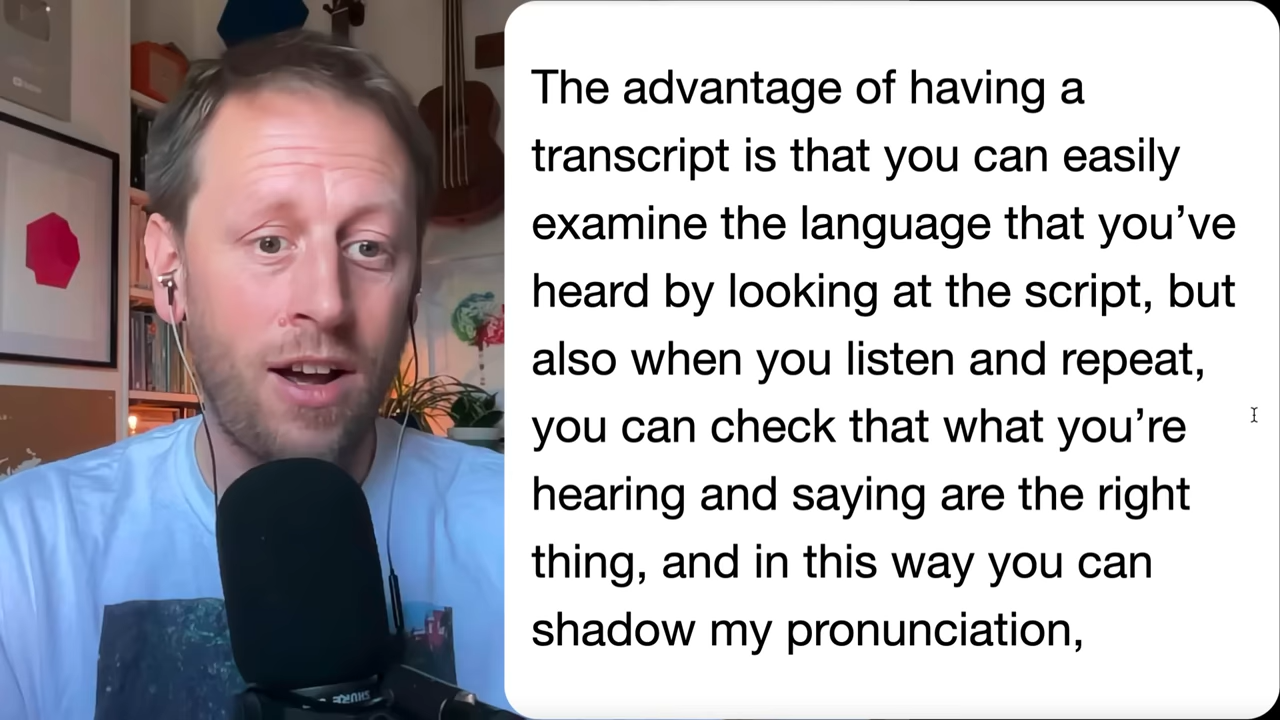 The advantage of having a
transcript is that you can easily
examine the language that you’ve
heard by looking at the script, but
also when you listen and repeat,
you can check that what you’re
hearing and saying are the right
thing, and in this way you can
shadow my pronunciation,